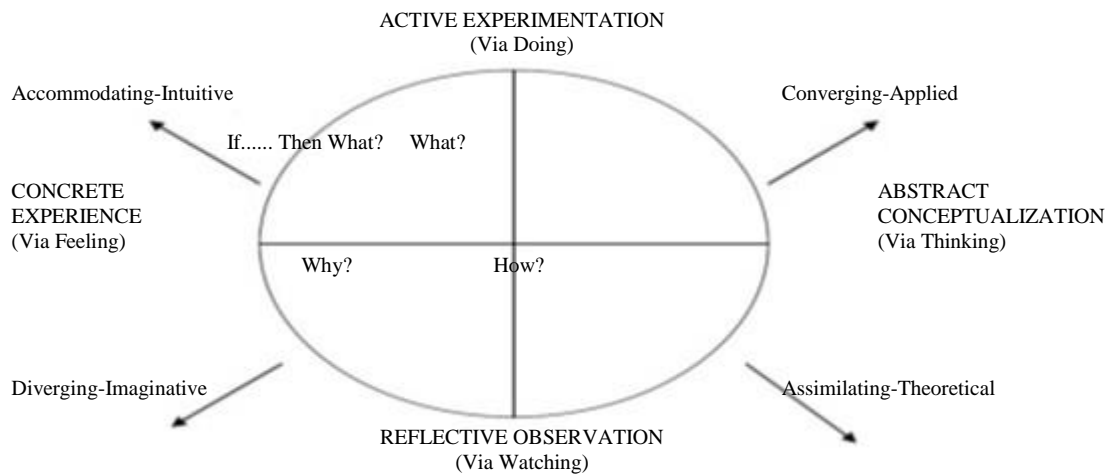 ACTIVE EXPERIMENTATION
(Via Doing)
Accommodating-Intuitive
Converging-Applied
If...... Then What? What?
CONCRETE
EXPERIENCE
(Via Feeling)
ABSTRACT
CONCEPTUALIZATION
(Via Thinking)
Why? How?
Diverging-Imaginative
Assimilating-Theoretical
REFLECTIVE OBSERVATION
(Via Watching)